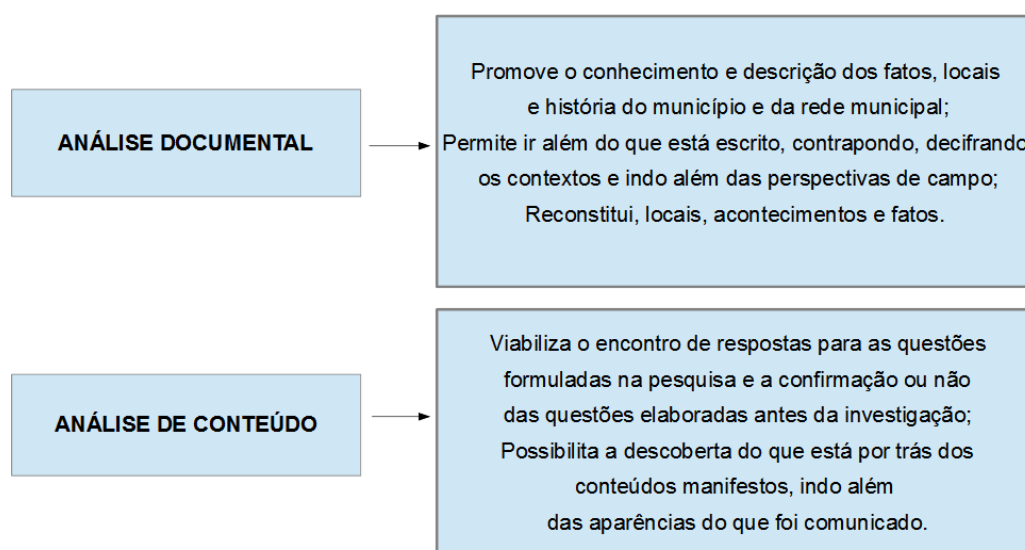 ANÁLISE DOCUMENTAL
Promove o conhecimento e descrição dos fatos, locais
e história do município e da rede municipal;
Permite ir além do que está escrito, contrapondo, decifrando
os contextos e indo além das perspectivas de campo;
Reconstitui, locais, acontecimentos e fatos.
ANÁLISE DE CONTEÚDO
Viabiliza o encontro de respostas para as questões
formuladas na pesquisa e a confirmação ou não
das questões elaboradas antes da investigação;
Possibilita a descoberta do que está por trás dos
conteúdos manifestos, indo além
das aparências do que foi comunicado.